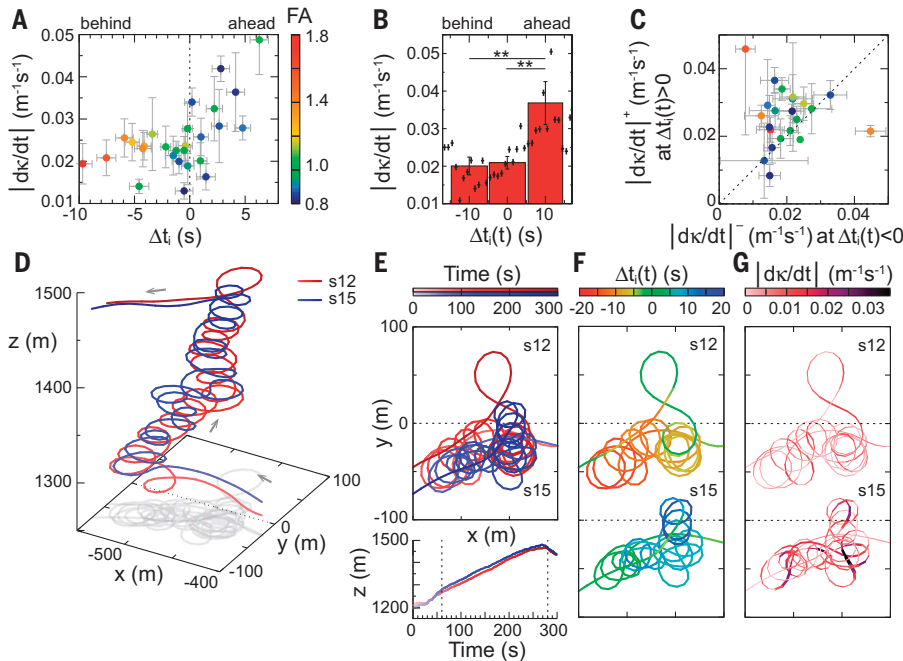 A
behind
ahead
FA
|dκ/dt| (m⁻¹s⁻¹)
0.05
0.04
0.03
0.02
0.01
-10
-5
0
5
Δtᵢ (s)
1.8
1.6
1.4
1.2
1.0
0.8
B
behind
ahead
**
**
|dκ/dt| (m⁻¹s⁻¹)
0.05
0.04
0.03
0.02
0.01
-10
0
10
Δtᵢ(t) (s)
C
|dκ/dt|⁺ (m⁻¹s⁻¹)
at Δtᵢ(t)>0
0.04
0.02
0
0
0.02
0.04
|dκ/dt|⁻ (m⁻¹s⁻¹) at Δtᵢ(t)<0
D
s12
s15
1500
z (m)
1400
1300
-500
x (m)
-400
-100
y (m)
0
100
E
Time (s)
0 100 200 300
100
s12
y (m)
0
s15
-100
x (m)
1500
z (m)
1200
0 100 200 300
Time (s)
F
Δtᵢ(t) (s)
-20 -10 0 10 20
s12
s15
G
|dκ/dt| (m⁻¹s⁻¹)
0 0.01 0.02 0.03
s12
s15